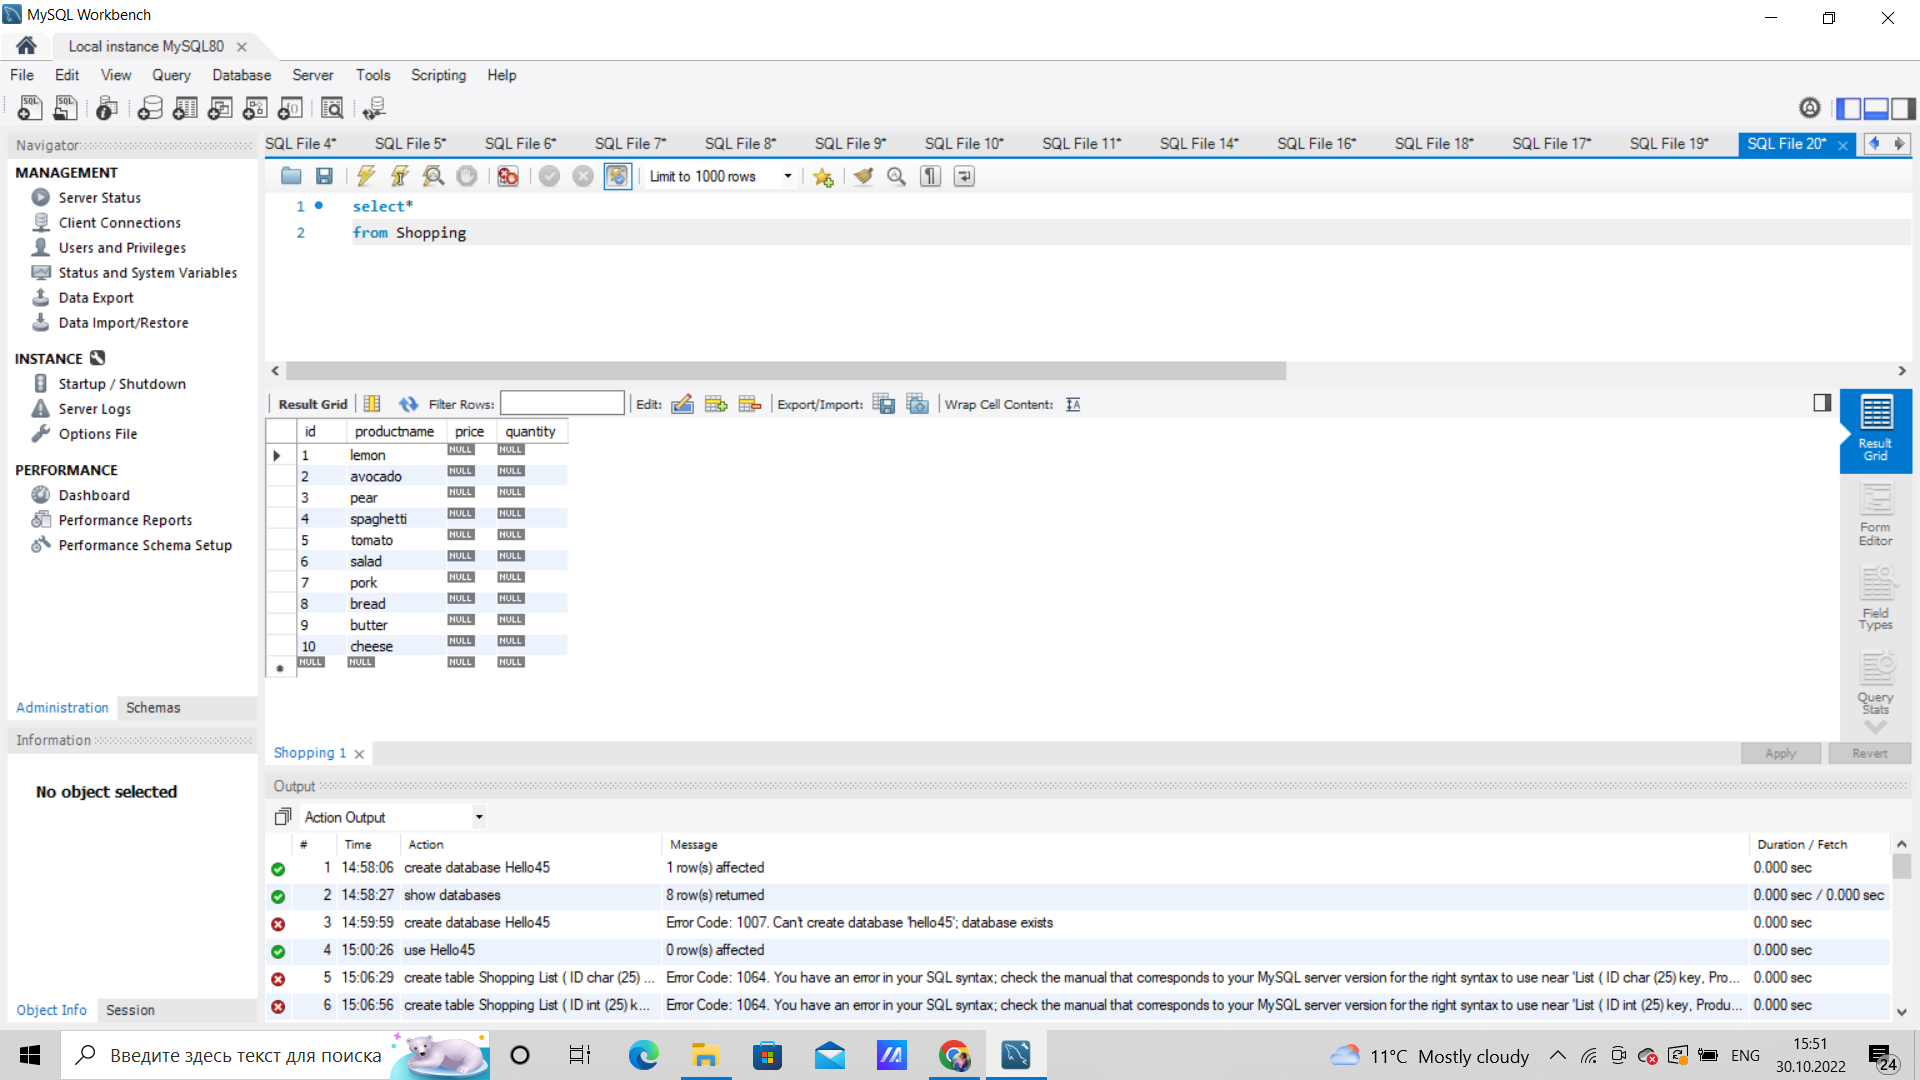 MySQL Workbench
Local instance MySQL80
File Edit View Query Database Server Tools Scripting Help
Navigator
MANAGEMENT
Server Status
Client Connections
Users and Privileges
Status and System Variables
Data Export
Data Import/Restore
INSTANCE
Startup / Shutdown
Server Logs
Options File
PERFORMANCE
Dashboard
Performance Reports
Performance Schema Setup
Administration Schemas
Information
No object selected
Object Info Session
SQL File 4* SQL File 5* SQL File 6* SQL File 7* SQL File 8* SQL File 9* SQL File 10* SQL File 11* SQL File 14* SQL File 16* SQL File 18* SQL File 17* SQL File 19* SQL File 20*
Limit to 1000 rows
1 select*
2 from Shopping
Result Grid Filter Rows: Edit: Export/Import: Wrap Cell Content:
id productname price quantity
1 lemon NULL NULL
2 avocado NULL NULL
3 pear NULL NULL
4 spaghetti NULL NULL
5 tomato NULL NULL
6 salad NULL NULL
7 pork NULL NULL
8 bread NULL NULL
9 butter NULL NULL
10 cheese NULL NULL
NULL NULL NULL NULL
Result
Grid
Form
Editor
Field
Types
Query
Stats
Shopping 1
Apply Revert
Output
Action Output
# Time Action Message Duration / Fetch
1 14:58:06 create database Hello45 1 row(s) affected 0.000 sec
2 14:58:27 show databases 8 row(s) returned 0.000 sec / 0.000 sec
3 14:59:59 create database Hello45 Error Code: 1007. Can't create database 'hello45'; database exists 0.000 sec
4 15:00:26 use Hello45 0 row(s) affected 0.000 sec
5 15:06:29 create table Shopping List ( ID char (25) ... Error Code: 1064. You have an error in your SQL syntax; check the manual that corresponds to your MySQL server version for the right syntax to use near 'List ( ID char (25) key, Pro... 0.000 sec
6 15:06:56 create table Shopping List ( ID int (25) k... Error Code: 1064. You have an error in your SQL syntax; check the manual that corresponds to your MySQL server version for the right syntax to use near 'List ( ID int (25) key, Produ... 0.000 sec
Введите здесь текст для поиска
11°C Mostly cloudy
ENG
15:51
30.10.2022
24